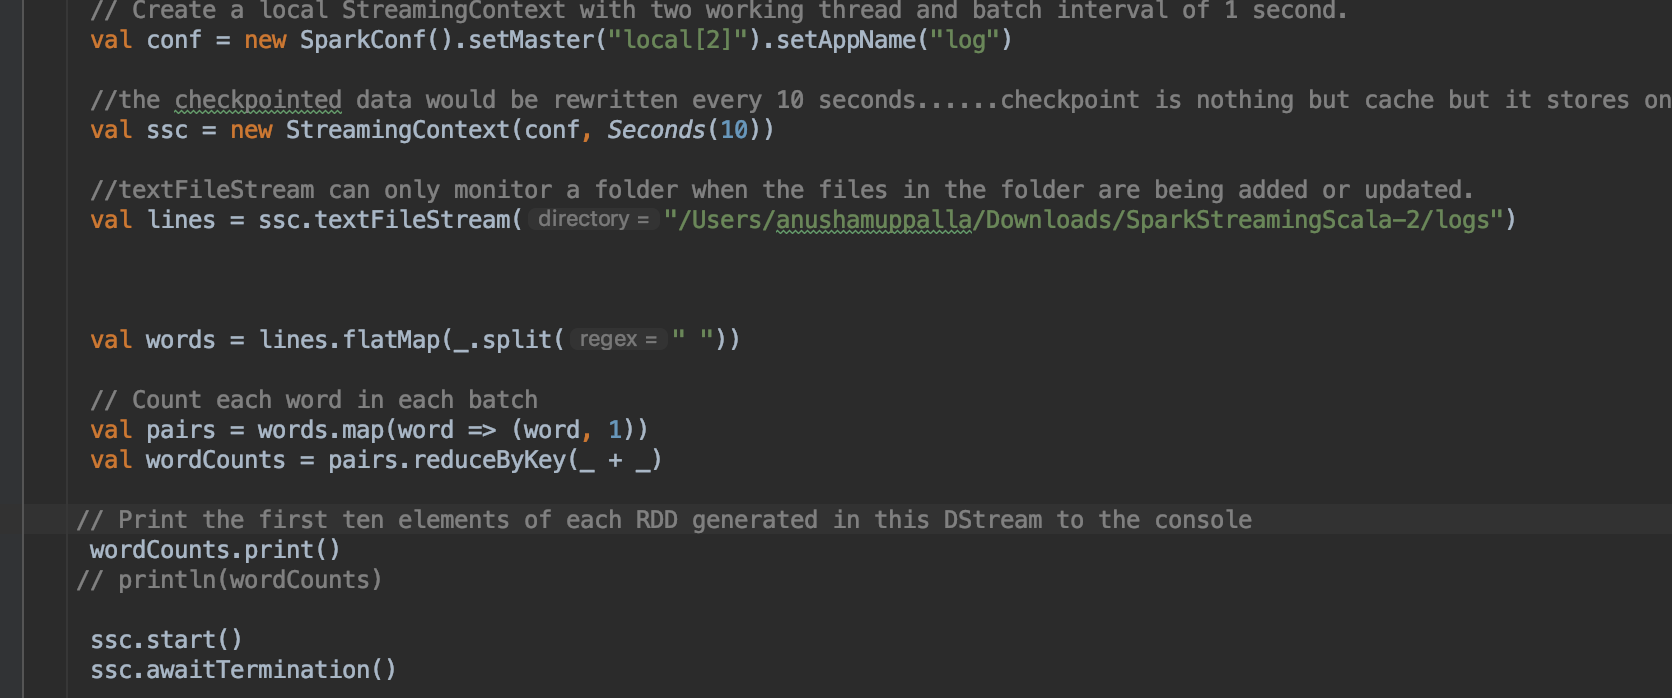 // Create a local StreamingContext with two working thread and batch interval of 1 second.
val conf = new SparkConf().setMaster("local[2]").setAppName("log")
//the checkpointed data would be rewritten every 10 seconds......checkpoint is nothing but cache but it stores on
val ssc = new StreamingContext(conf, Seconds(10))
//textFileStream can only monitor a folder when the files in the folder are being added or updated.
val lines = ssc.textFileStream( directory = "/Users/anushamuppalla/Downloads/SparkStreamingScala-2/logs")
val words = lines.flatMap(_.split( regex = " "))
// Count each word in each batch
val pairs = words.map(word => (word, 1))
val wordCounts = pairs.reduceByKey(_ + _)
// Print the first ten elements of each RDD generated in this DStream to the console
wordCounts.print()
// println(wordCounts)
ssc.start()
ssc.awaitTermination()